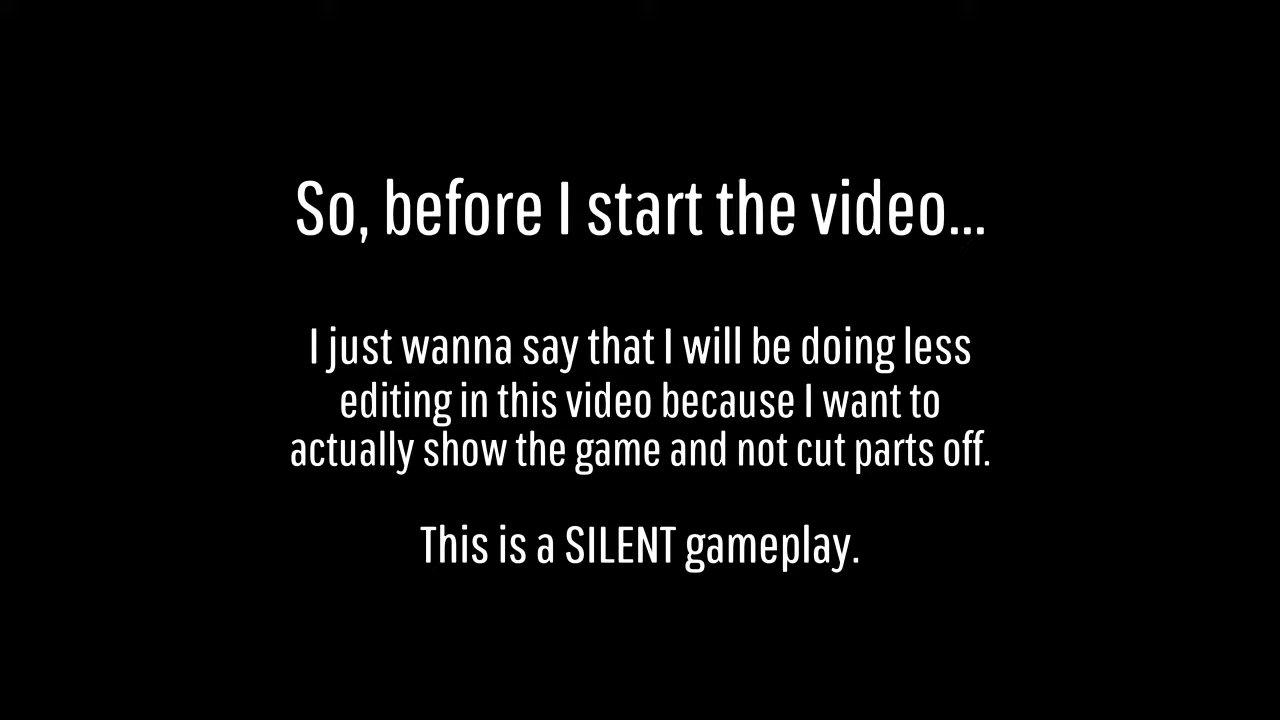 So, before I start the video...
I just wanna say that I will be doing less
editing in this video because I want to
actually show the game and not cut parts off.
This is a SILENT gameplay.